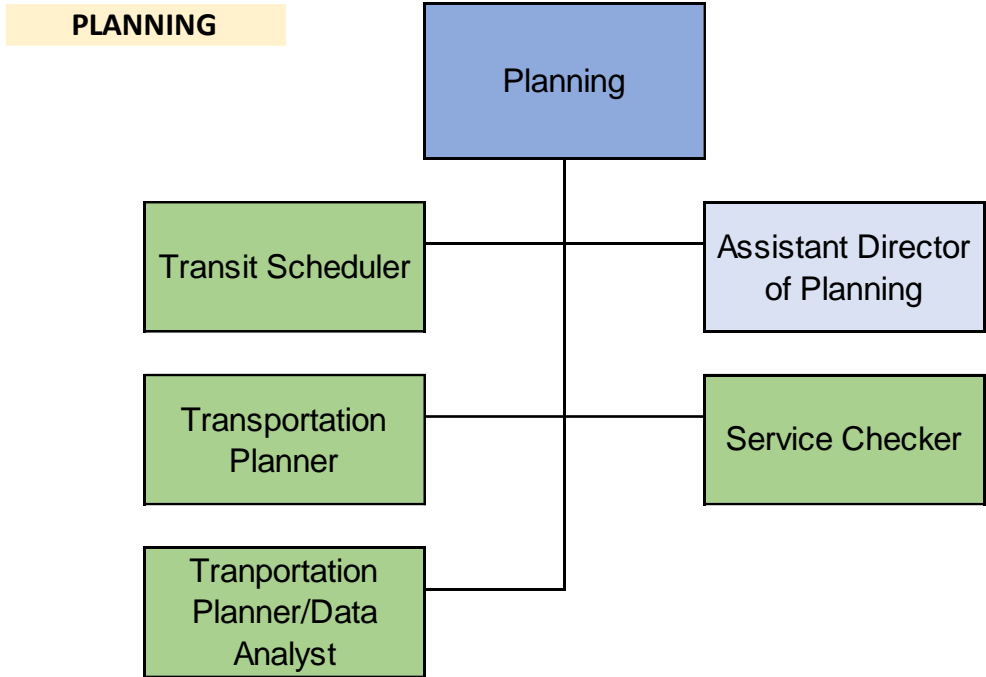 PLANNING
Planning
Transit Scheduler
Assistant Director
of Planning
Transportation
Planner
Service Checker
Tranportation
Planner/Data
Analyst